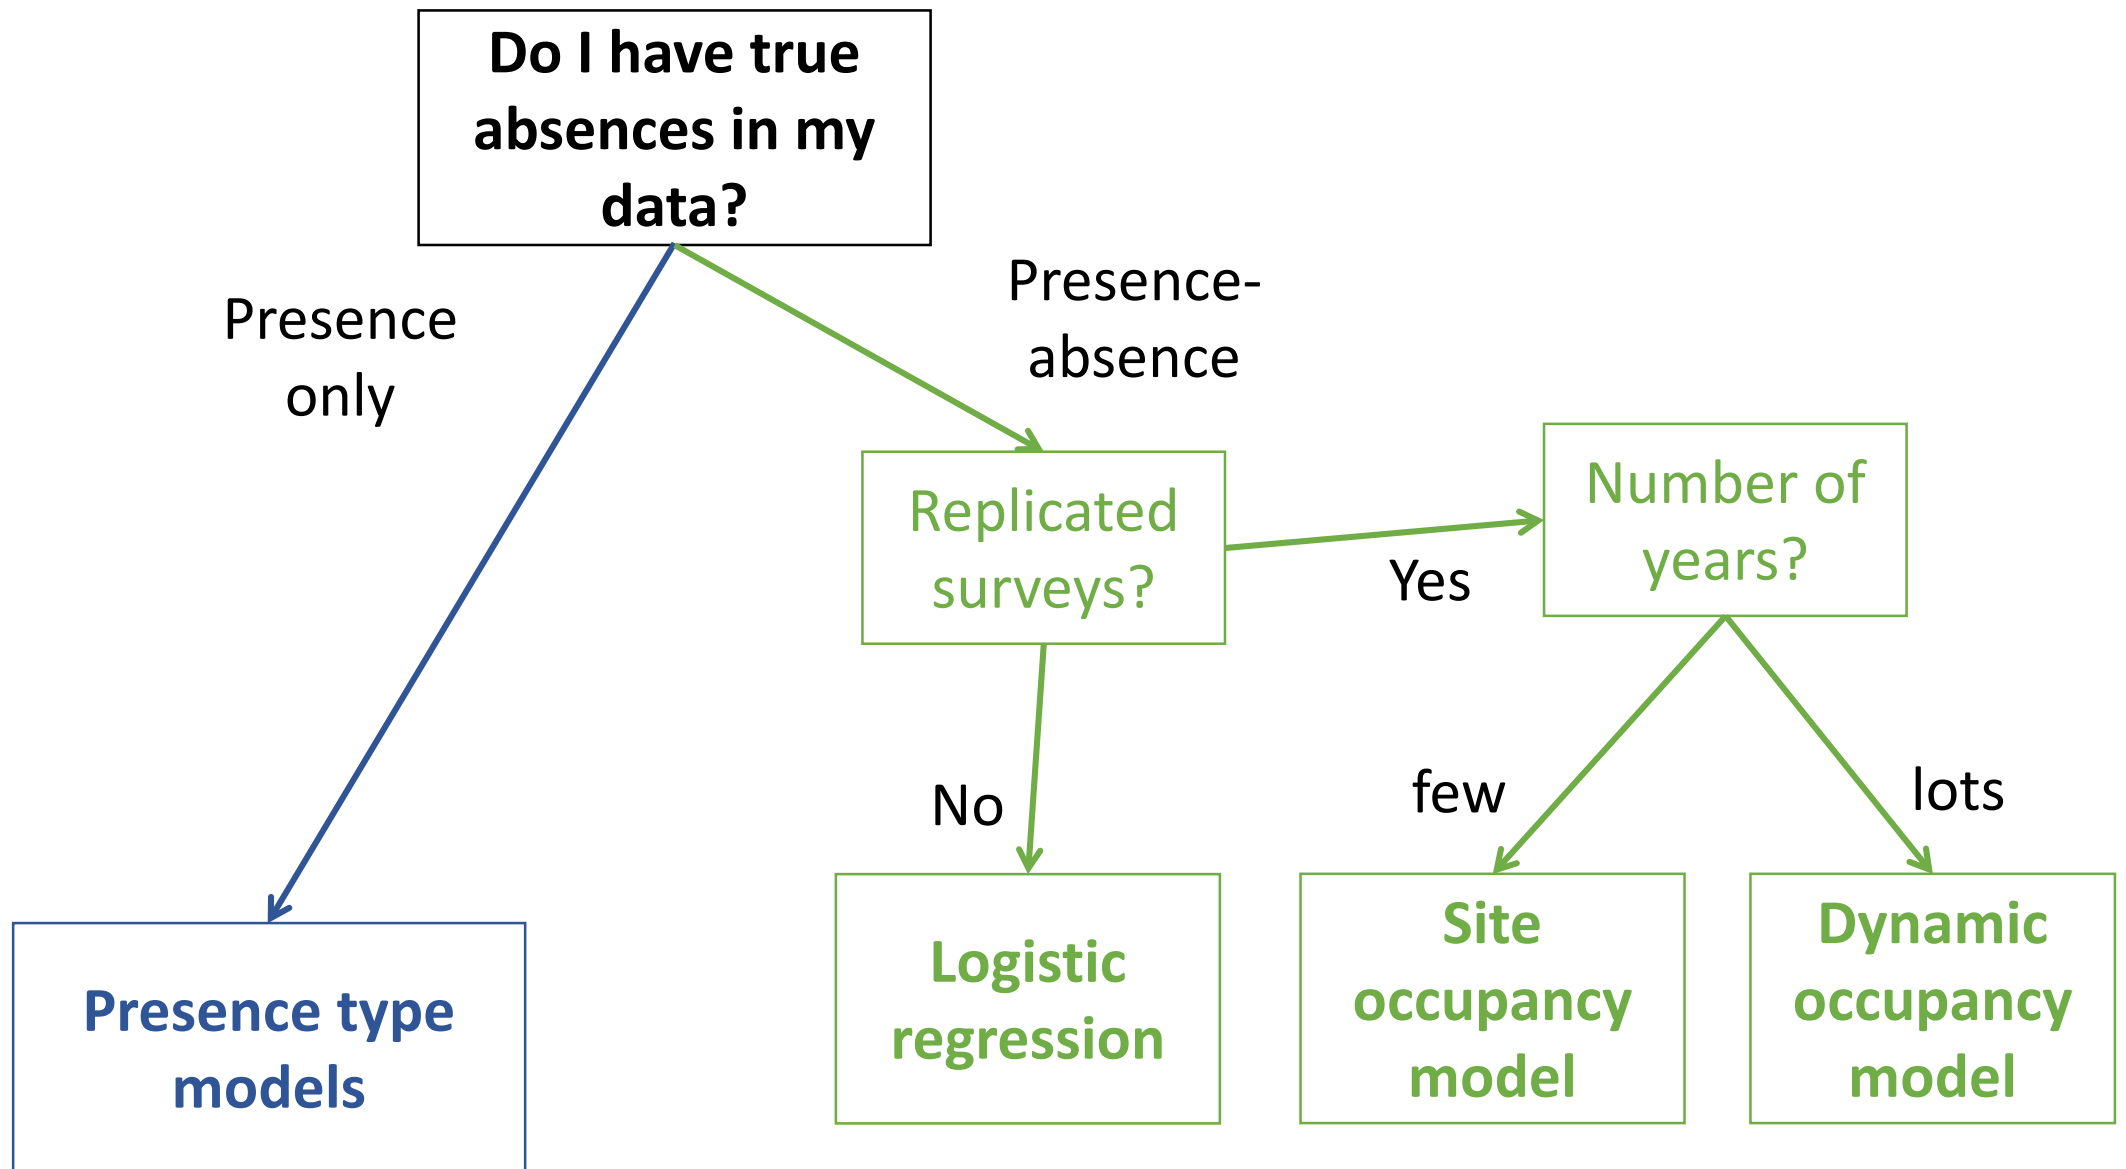 Do I have true
absences in my
data?
Presence
only
Presence-
absence
Replicated
surveys?
Yes
Number of
years?
No
few
lots
Presence type
models
Logistic
regression
Site
occupancy
model
Dynamic
occupancy
model